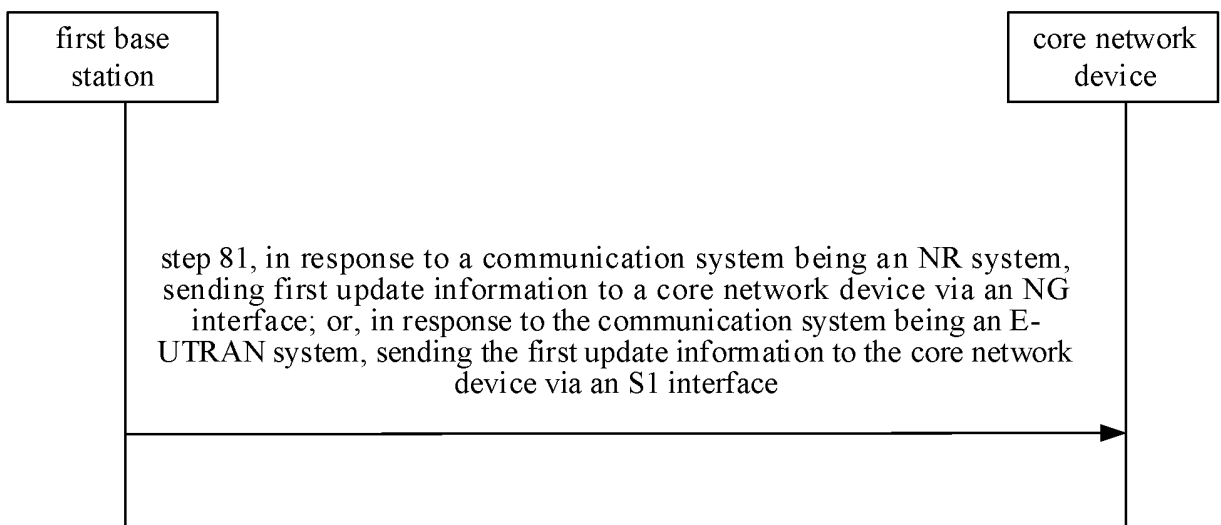 first base
station
core network
device
step 81, in response to a communication system being an NR system,
sending first update information to a core network device via an NG
interface; or, in response to the communication system being an E-
UTRAN system, sending the first update information to the core network
device via an S1 interface